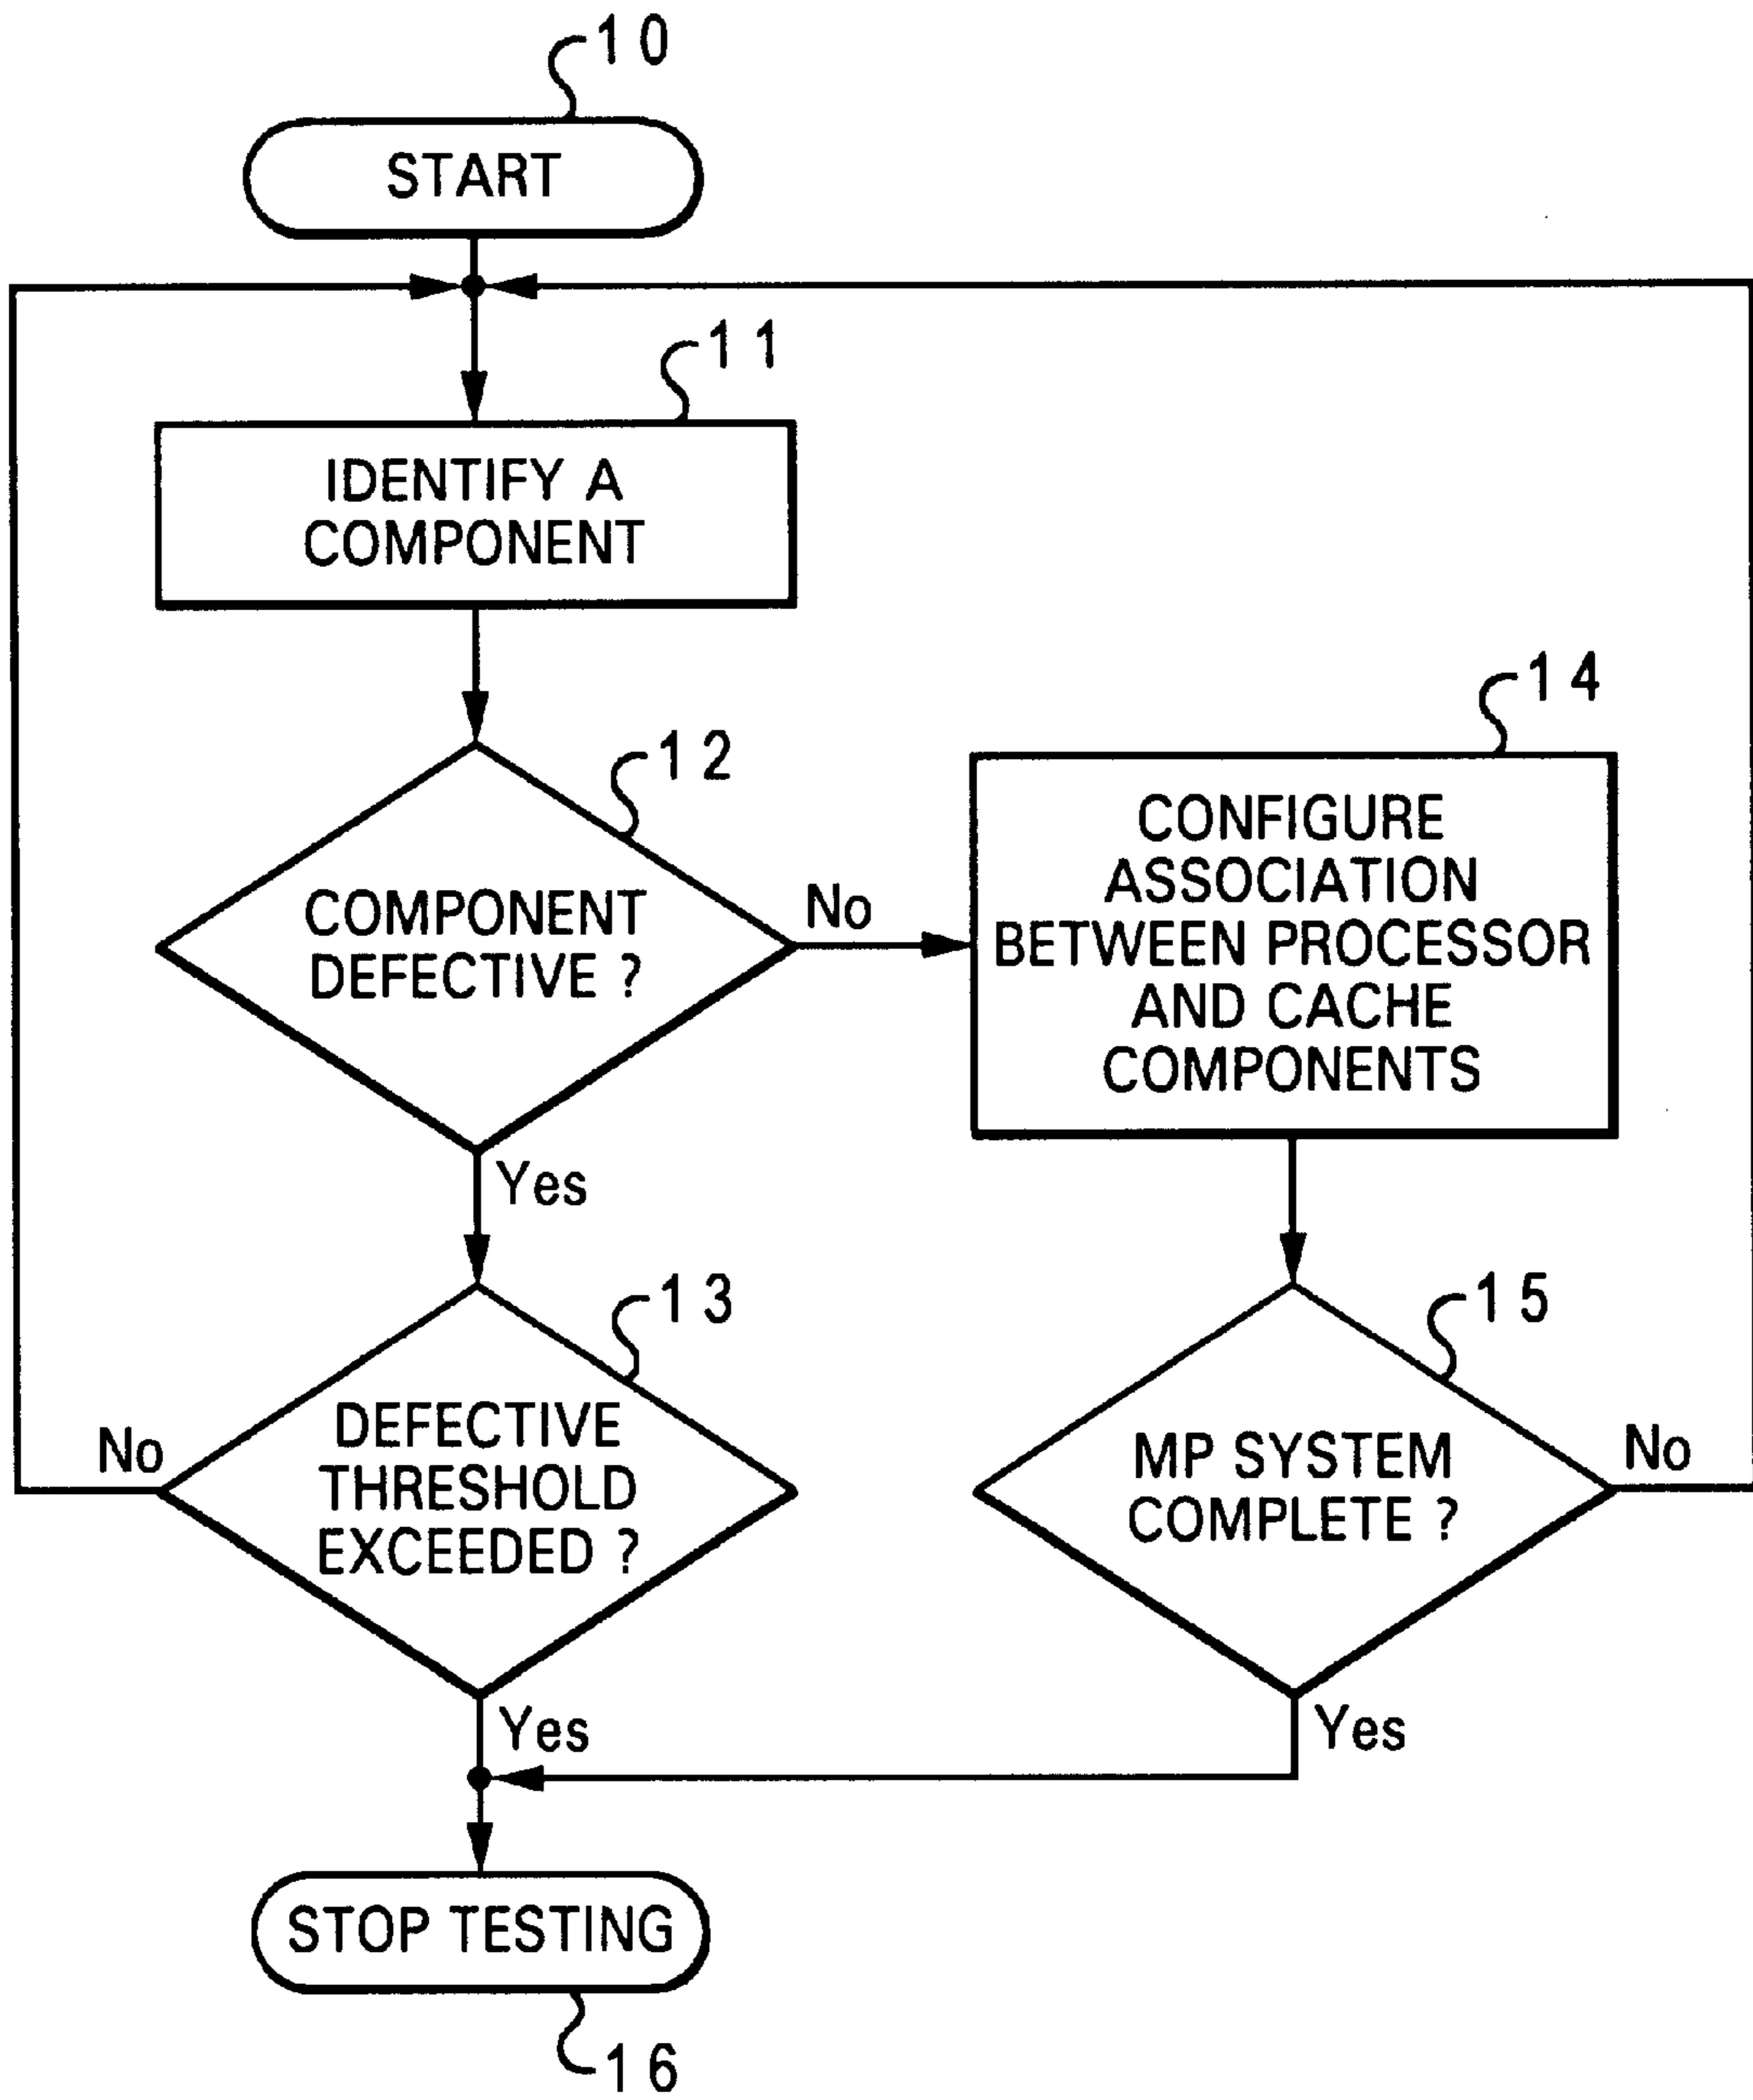 10
START
11
IDENTIFY A
COMPONENT
12
COMPONENT
DEFECTIVE ?
No
Yes
14
CONFIGURE
ASSOCIATION
BETWEEN PROCESSOR
AND CACHE
COMPONENTS
13
DEFECTIVE
THRESHOLD
EXCEEDED ?
No
Yes
15
MP SYSTEM
COMPLETE ?
No
Yes
STOP TESTING
16